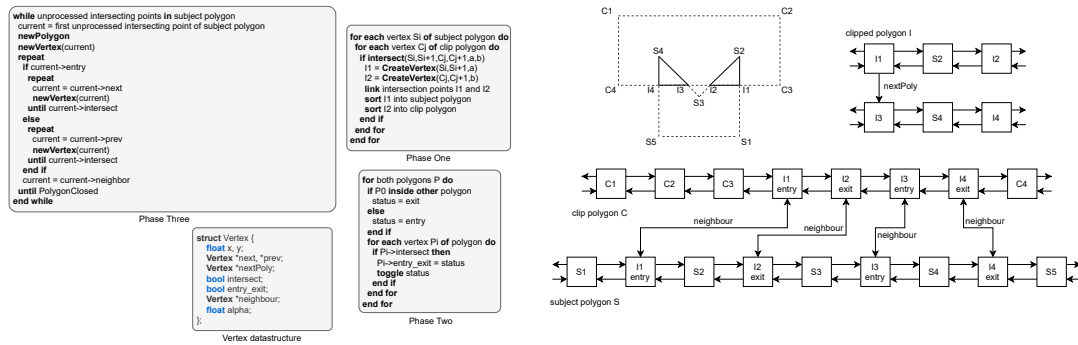 while unprocessed intersecting points in subject polygon
current = first unprocessed intersecting point of subject polygon
newPolygon
newVertex(current)
repeat
if current->entry
repeat
current = current->next
newVertex(current)
until current->intersect
else
repeat
current = current->prev
newVertex(current)
until current->intersect
end if
current = current->neighbor
until PolygonClosed
end while
Phase Three
struct Vertex {
float x, y;
Vertex *next, *prev;
Vertex *nextPoly;
bool intersect;
bool entry_exit;
Vertex *neighbour;
float alpha;
};
Vertex datastructure
for each vertex Si of subject polygon do
for each vertex Cj of clip polygon do
if intersect(Si,Si+1,Cj,Cj+1,a,b)
I1 = CreateVertex(Si,Si+1,a)
I2 = CreateVertex(Cj,Cj+1,b)
link intersection points I1 and I2
sort I1 into subject polygon
sort I2 into clip polygon
end if
end for
end for
Phase One
for both polygons P do
if P0 inside other polygon
status = exit
else
status = entry
end if
for each vertex Pi of polygon do
if Pi->intersect then
Pi->entry_exit = status
toggle status
end if
end for
end for
Phase Two
C1 C2
S4 S2
C4 I4 I3 I2 I1 C3
S3
S5 S1
clipped polygon I
I1 S2 I2
nextPoly
I3 S4 I4
C1 C2 C3 I1 entry I2 exit I3 entry I4 exit C4
clip polygon C
neighbour neighbour neighbour neighbour
S1 I1 entry S2 I2 exit S3 I3 entry S4 I4 exit S5
subject polygon S